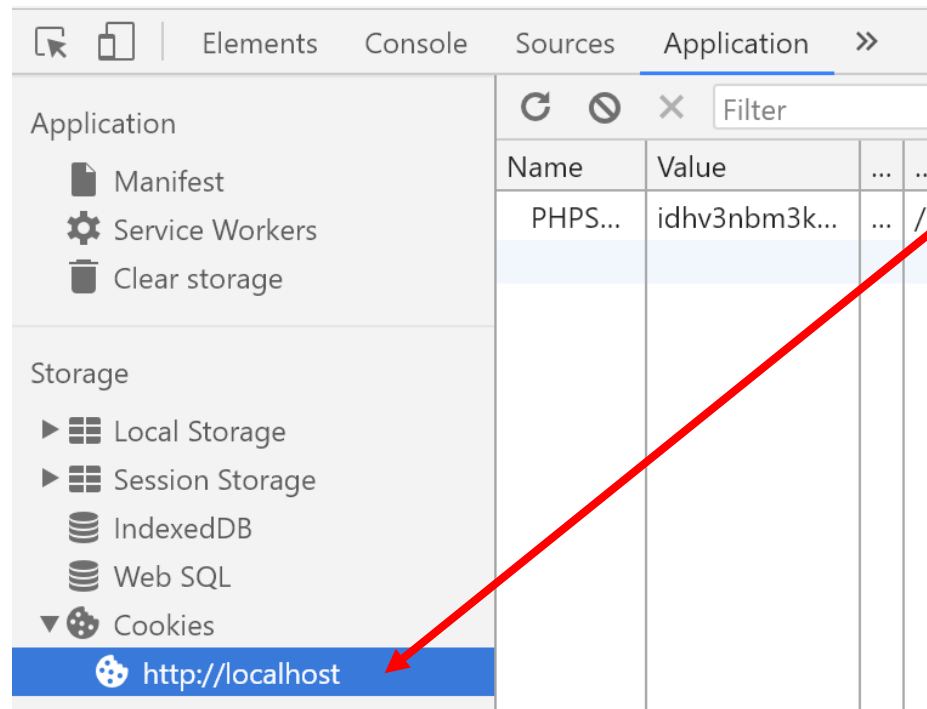 Elements Console Sources Application »
Application
Manifest
Service Workers
Clear storage
Storage
Local Storage
Session Storage
IndexedDB
Web SQL
Cookies
http://localhost
Filter
Name Value ... ..
PHPS... idhv3nbm3k... ... /